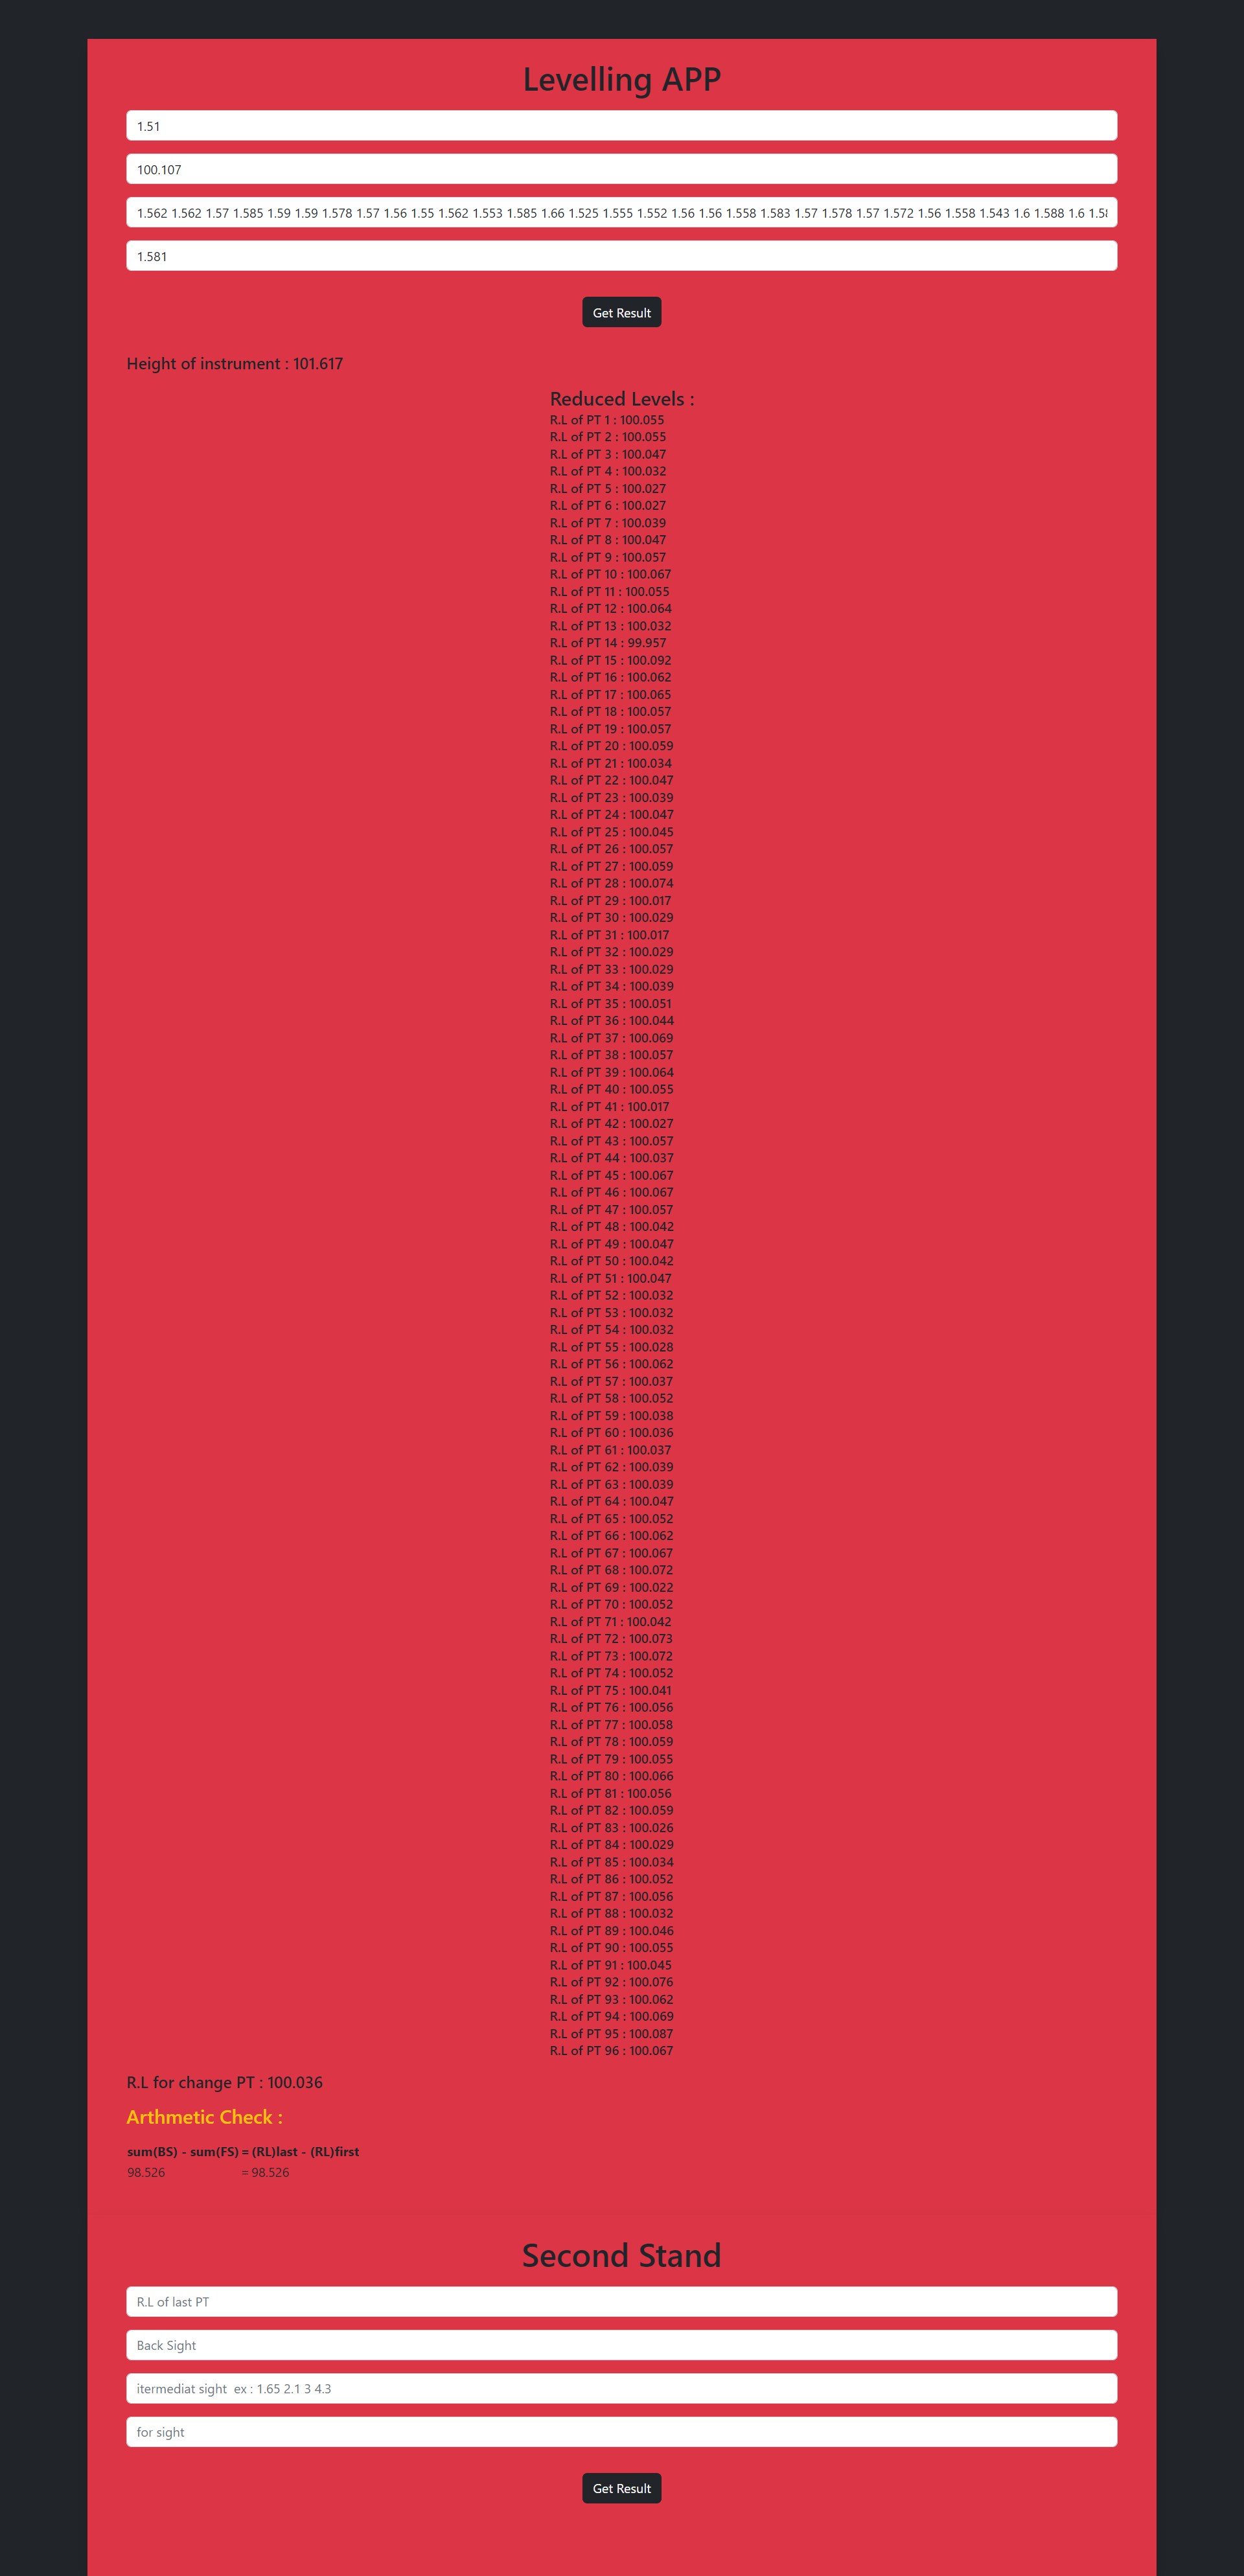 Levelling APP
1.51
100.107
1.562 1.562 1.57 1.585 1.59 1.59 1.578 1.57 1.56 1.55 1.562 1.553 1.585 1.66 1.525 1.555 1.552 1.56 1.56 1.558 1.583 1.57 1.578 1.57 1.572 1.56 1.558 1.543 1.6 1.588 1.6
1.581
Get Result
Height of instrument : 101.617
Reduced Levels :
R.L of PT 1 : 100.055
R.L of PT 2 : 100.055
R.L of PT 3 : 100.047
R.L of PT 4 : 100.032
R.L of PT 5 : 100.027
R.L of PT 6 : 100.027
R.L of PT 7 : 100.039
R.L of PT 8 : 100.047
R.L of PT 9 : 100.057
R.L of PT 10 : 100.067
R.L of PT 11 : 100.055
R.L of PT 12 : 100.064
R.L of PT 13 : 100.032
R.L of PT 14 : 99.957
R.L of PT 15 : 100.092
R.L of PT 16 : 100.062
R.L of PT 17 : 100.065
R.L of PT 18 : 100.057
R.L of PT 19 : 100.057
R.L of PT 20 : 100.059
R.L of PT 21 : 100.034
R.L of PT 22 : 100.047
R.L of PT 23 : 100.039
R.L of PT 24 : 100.047
R.L of PT 25 : 100.045
R.L of PT 26 : 100.057
R.L of PT 27 : 100.059
R.L of PT 28 : 100.074
R.L of PT 29 : 100.017
R.L of PT 30 : 100.029
R.L of PT 31 : 100.017
R.L of PT 32 : 100.029
R.L of PT 33 : 100.029
R.L of PT 34 : 100.039
R.L of PT 35 : 100.051
R.L of PT 36 : 100.044
R.L of PT 37 : 100.069
R.L of PT 38 : 100.057
R.L of PT 39 : 100.064
R.L of PT 40 : 100.055
R.L of PT 41 : 100.017
R.L of PT 42 : 100.027
R.L of PT 43 : 100.057
R.L of PT 44 : 100.037
R.L of PT 45 : 100.067
R.L of PT 46 : 100.067
R.L of PT 47 : 100.057
R.L of PT 48 : 100.042
R.L of PT 49 : 100.047
R.L of PT 50 : 100.042
R.L of PT 51 : 100.047
R.L of PT 52 : 100.032
R.L of PT 53 : 100.032
R.L of PT 54 : 100.032
R.L of PT 55 : 100.028
R.L of PT 56 : 100.062
R.L of PT 57 : 100.037
R.L of PT 58 : 100.052
R.L of PT 59 : 100.038
R.L of PT 60 : 100.036
R.L of PT 61 : 100.037
R.L of PT 62 : 100.039
R.L of PT 63 : 100.039
R.L of PT 64 : 100.047
R.L of PT 65 : 100.052
R.L of PT 66 : 100.062
R.L of PT 67 : 100.067
R.L of PT 68 : 100.072
R.L of PT 69 : 100.022
R.L of PT 70 : 100.052
R.L of PT 71 : 100.042
R.L of PT 72 : 100.073
R.L of PT 73 : 100.072
R.L of PT 74 : 100.052
R.L of PT 75 : 100.041
R.L of PT 76 : 100.056
R.L of PT 77 : 100.058
R.L of PT 78 : 100.059
R.L of PT 79 : 100.055
R.L of PT 80 : 100.066
R.L of PT 81 : 100.056
R.L of PT 82 : 100.059
R.L of PT 83 : 100.026
R.L of PT 84 : 100.029
R.L of PT 85 : 100.034
R.L of PT 86 : 100.052
R.L of PT 87 : 100.056
R.L of PT 88 : 100.032
R.L of PT 89 : 100.046
R.L of PT 90 : 100.055
R.L of PT 91 : 100.045
R.L of PT 92 : 100.076
R.L of PT 93 : 100.062
R.L of PT 94 : 100.069
R.L of PT 95 : 100.087
R.L of PT 96 : 100.067
R.L for change PT : 100.036
Arthmetic Check :
sum(BS) - sum(FS) = (RL)last - (RL)first
98.526 = 98.526
Second Stand
R.L of last PT
Back Sight
itermediat sight ex : 1.65 2.1 3 4.3
for sight
Get Result